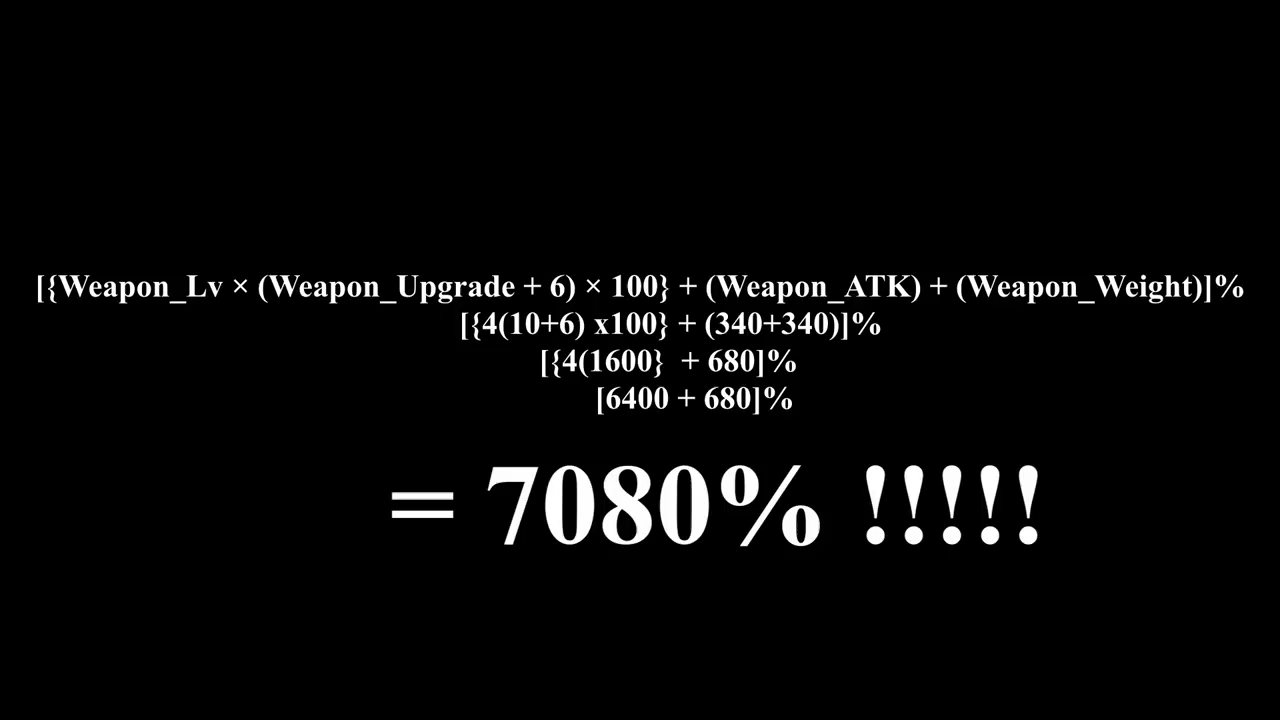 [{Weapon_Lv × (Weapon_Upgrade + 6) × 100} + (Weapon_ATK) + (Weapon_Weight)]%
[{4(10+6) x100} + (340+340)]%
[{4(1600}  + 680]%
[6400 + 680]%
= 7080% !!!!!